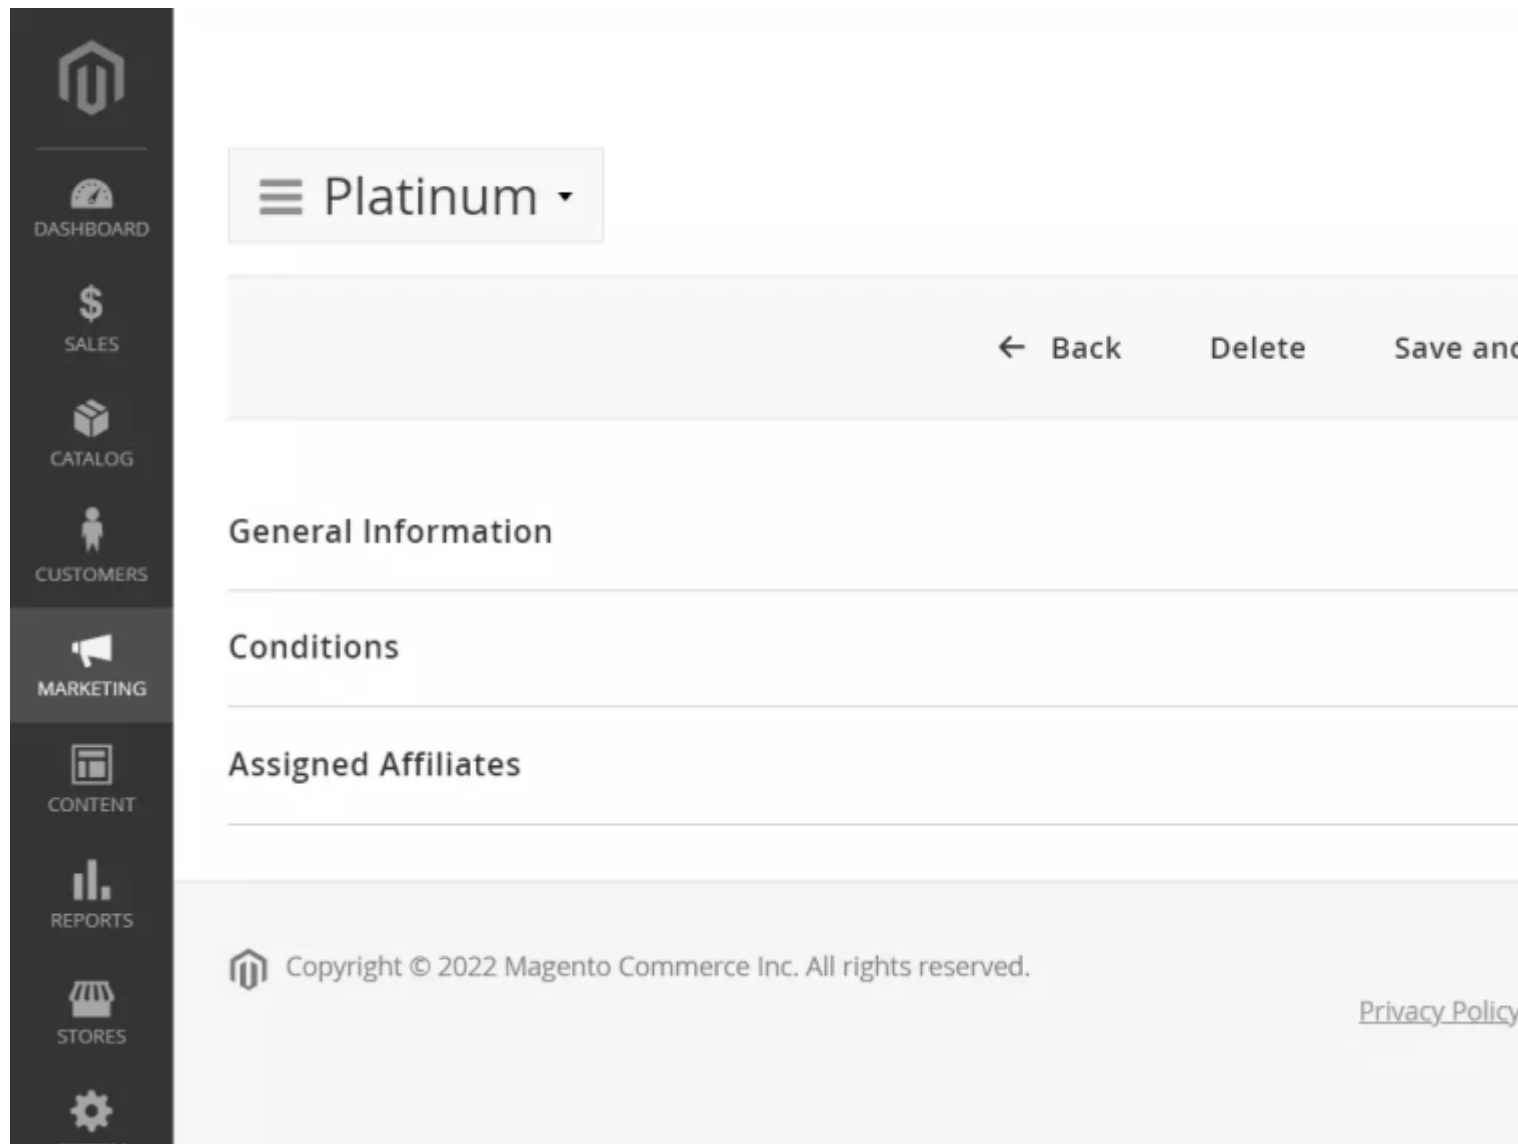 DASHBOARD
SALES
CATALOG
CUSTOMERS
MARKETING
CONTENT
REPORTS
STORES
Platinum
Back Delete Save and
General Information
Conditions
Assigned Affiliates
Copyright © 2022 Magento Commerce Inc. All rights reserved.
Privacy Policy